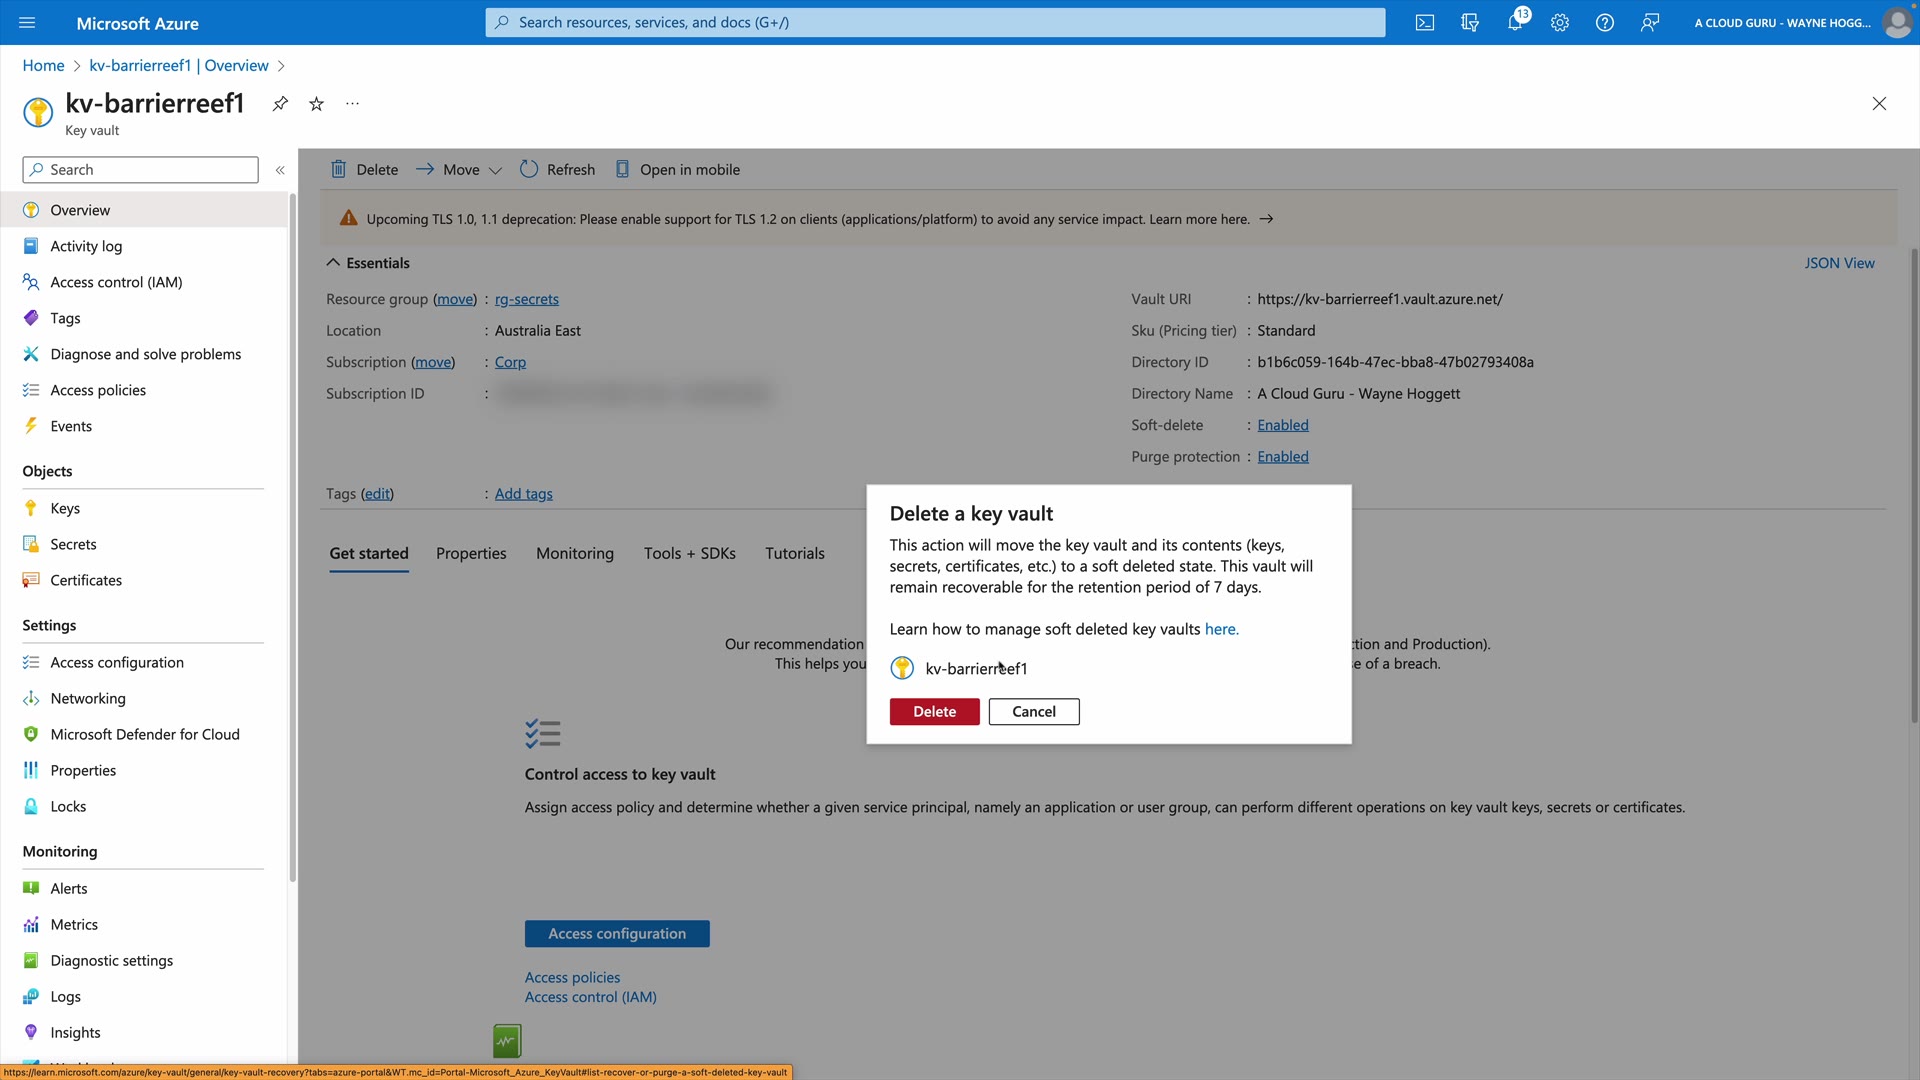 Microsoft Azure
Search resources, services, and docs (G+/)
13
A CLOUD GURU - WAYNE HOGG...
Home > kv-barrierreef1 | Overview >
kv-barrierreef1
Key vault
Search
Overview
Activity log
Access control (IAM)
Tags
Diagnose and solve problems
Access policies
Events
Objects
Keys
Secrets
Certificates
Settings
Access configuration
Networking
Microsoft Defender for Cloud
Properties
Locks
Monitoring
Alerts
Metrics
Diagnostic settings
Logs
Insights
Delete
Move
Refresh
Open in mobile
Upcoming TLS 1.0, 1.1 deprecation: Please enable support for TLS 1.2 on clients (applications/platform) to avoid any service impact. Learn more here.
Essentials
JSON View
Resource group (move) : rg-secrets
Location : Australia East
Subscription (move) : Corp
Subscription ID :
Vault URI : https://kv-barrierreef1.vault.azure.net/
Sku (Pricing tier) : Standard
Directory ID : b1b6c059-164b-47ec-bba8-47b02793408a
Directory Name : A Cloud Guru - Wayne Hoggett
Soft-delete : Enabled
Purge protection : Enabled
Tags (edit) : Add tags
Get started
Properties
Monitoring
Tools + SDKs
Tutorials
Delete a key vault
This action will move the key vault and its contents (keys,
secrets, certificates, etc.) to a soft deleted state. This vault will
remain recoverable for the retention period of 7 days.
Learn how to manage soft deleted key vaults here.
kv-barrierreef1
Delete
Cancel
Our recommendation
ction and Production).
This helps you
se of a breach.
Control access to key vault
Assign access policy and determine whether a given service principal, namely an application or user group, can perform different operations on key vault keys, secrets or certificates.
Access configuration
Access policies
Access control (IAM)
https://learn.microsoft.com/azure/key-vault/general/key-vault-recovery?tabs=azure-portal&WT.mc_id=Portal-Microsoft_Azure_KeyVault#list-recover-or-purge-a-soft-deleted-key-vault